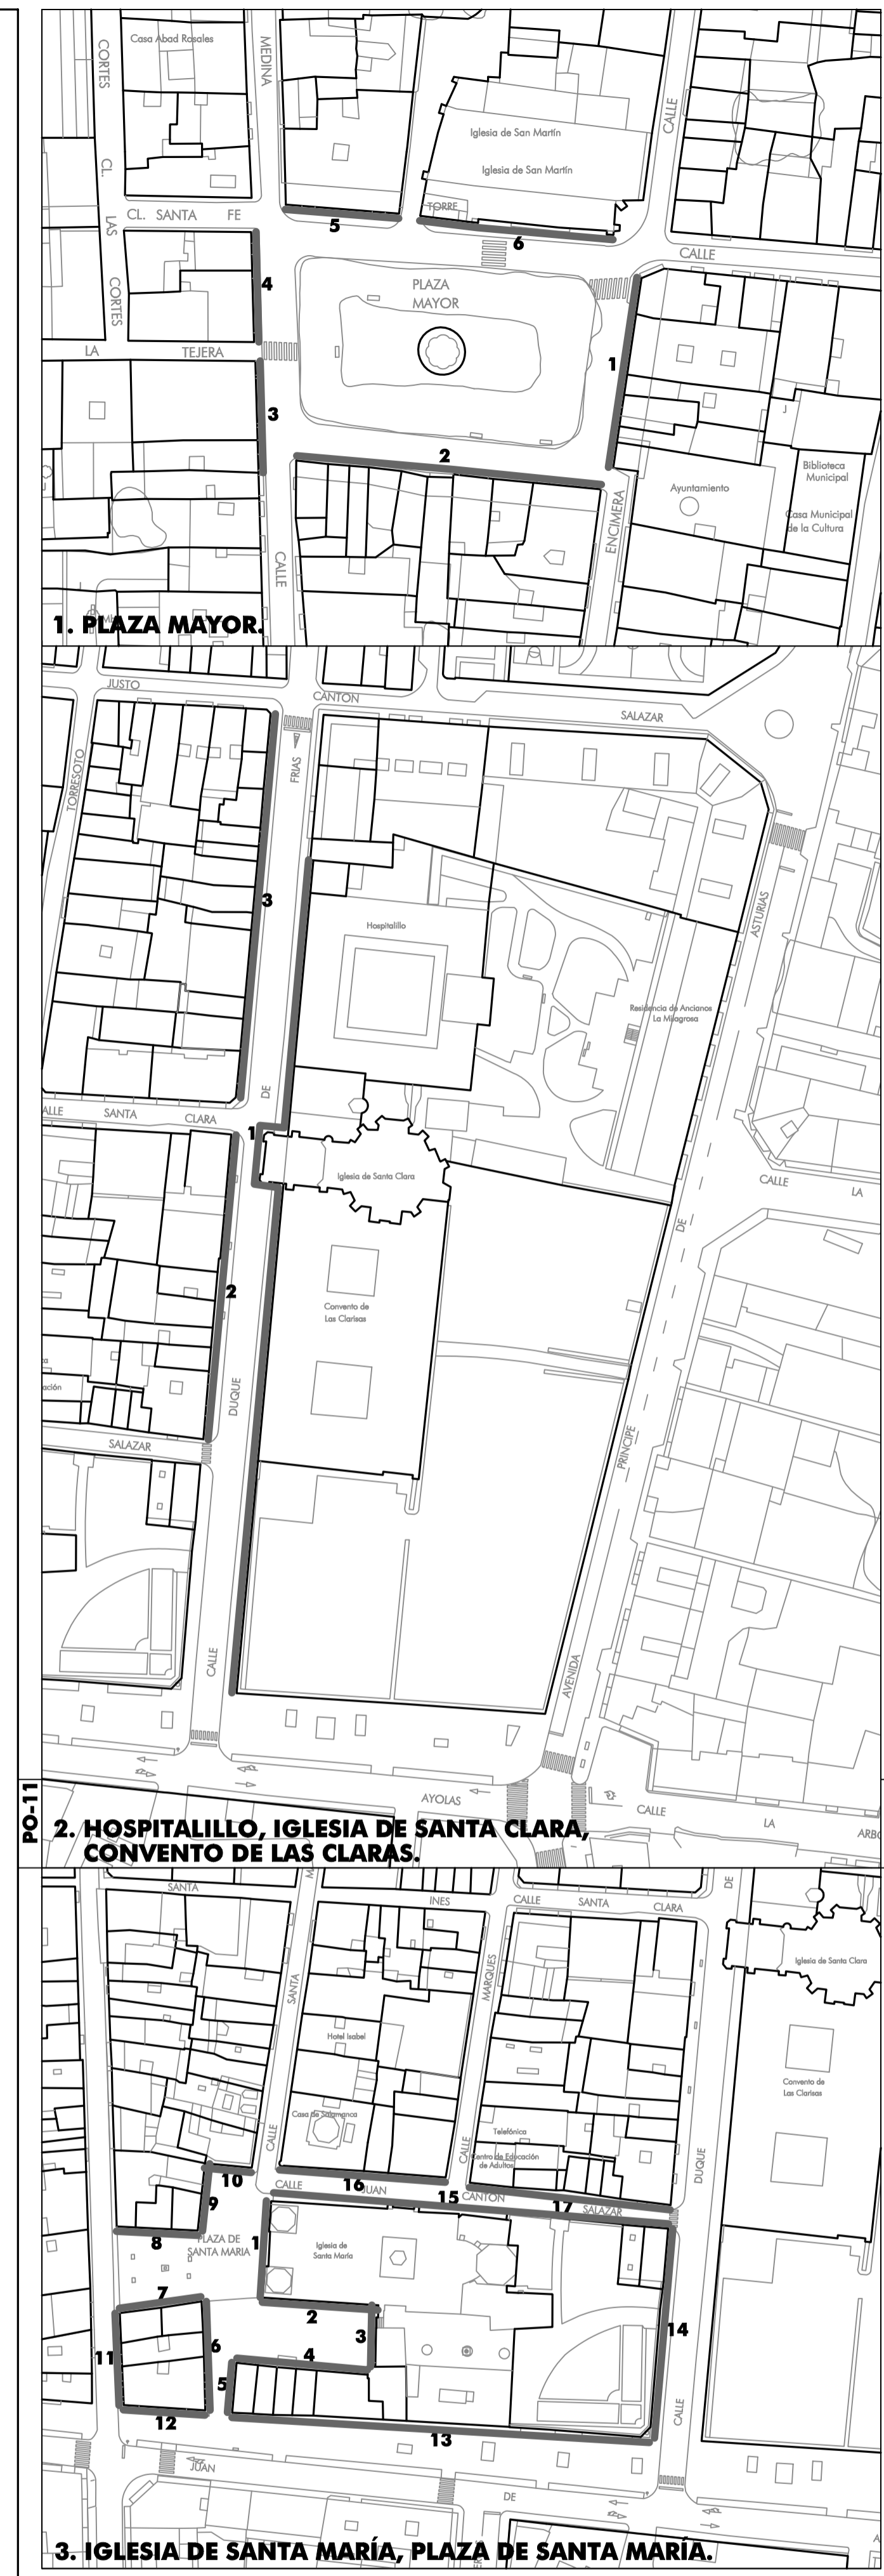 Casa Abad Rosales
CORTES
MEDINA
CALLE
Iglesia de San Martín
Iglesia de San Martín
CL.
TORRE
CL. SANTA FE
LAS
5
6
CALLE
4
PLAZA
MAYOR
CORTES
LA TEJERA
1
3
2
Biblioteca
Municipal
Ayuntamiento
Casa Municipal
de la Cultura
ENCIMERA
CALLE
1. PLAZA MAYOR.
JUSTO
CANTON
SALAZAR
TORRESOTO
FRIAS
3
ASTURIAS
Hospitalillo
Residencia de Ancianos
La Milagrosa
DE
CALLE SANTA CLARA
1
Iglesia de Santa Clara
CALLE LA
DE
2
Convento de
Las Clarisas
DUQUE
SALAZAR
PRINCIPE
CALLE
AVENIDA
AYOLAS
CALLE LA
PO-11
2. HOSPITALILLO, IGLESIA DE SANTA CLARA,
CONVENTO DE LAS CLARAS.
SANTA
INES
CALLE SANTA CLARA
DE
MARQUES
SANTA
Iglesia de Santa Clara
Hotel Isabel
Convento de
Las Clarisas
Casa de Salamanca
Telefónica
CALLE
CALLE
Centro de Educación
de Adultos
DUQUE
10
16
9
CALLE JUAN
15
CANTON
17
SALAZAR
8
PLAZA DE
SANTA MARIA
1
Iglesia de
Santa María
7
2
14
3
11
6
4
5
12
13
CALLE
JUAN
DE
3. IGLESIA DE SANTA MARÍA, PLAZA DE SANTA MARÍA.